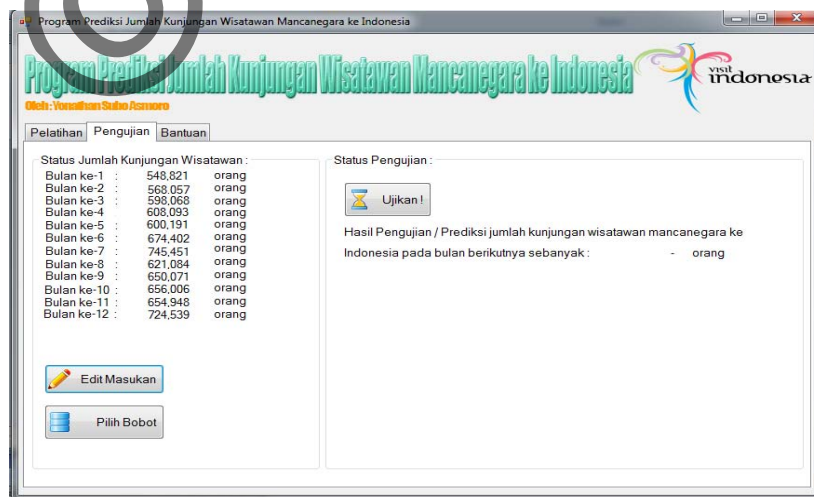 Program Prediksi Jumlah Kunjungan Wisatawan Mancanegara ke Indonesia
Program Prediksi Jumlah Kunjungan Wisatawan Mancanegara ke Indonesia
visit
indonesia
Oleh : Yonathan Subo Asmoro
Pelatihan Pengujian Bantuan
Status Jumlah Kunjungan Wisatawan :
Bulan ke-1 : 548,821 orang
Bulan ke-2 : 568.057 orang
Bulan ke-3 : 598,068 orang
Bulan ke-4 608,093 orang
Bulan ke-5 : 600,191 orang
Bulan ke-6 : 674,402 orang
Bulan ke-7 : 745,451 orang
Bulan ke-8 : 621,084 orang
Bulan ke-9 : 650,071 orang
Bulan ke-10 : 656,006 orang
Bulan ke-11 : 654,948 orang
Bulan ke-12 : 724,539 orang
Edit Masukan
Pilih Bobot
Status Pengujian :
Ujikan !
Hasil Pengujian / Prediksi jumlah kunjungan wisatawan mancanegara ke
Indonesia pada bulan berikutnya sebanyak : - orang